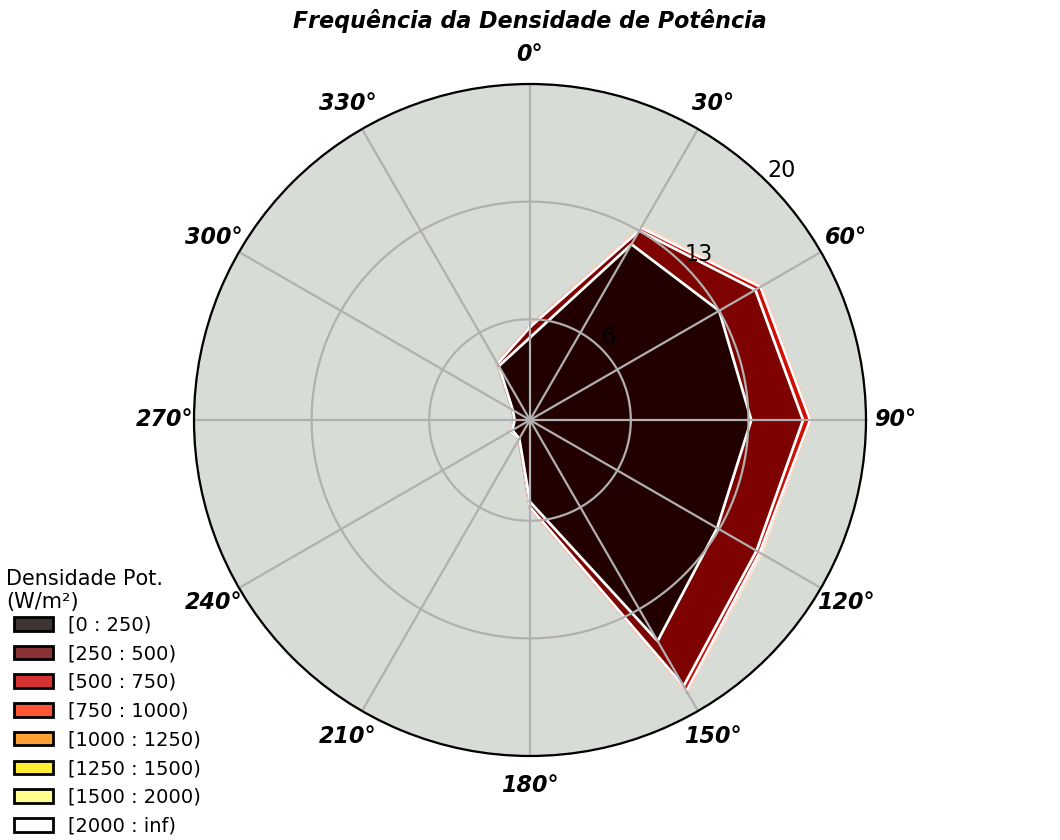 Frequência da Densidade de Potência
0°
330°
30°
20
300°
60°
13
6
270°
90°
240°
120°
210°
150°
180°
Densidade Pot.
(W/m²)
[0 : 250)
[250 : 500)
[500 : 750)
[750 : 1000)
[1000 : 1250)
[1250 : 1500)
[1500 : 2000)
[2000 : inf)